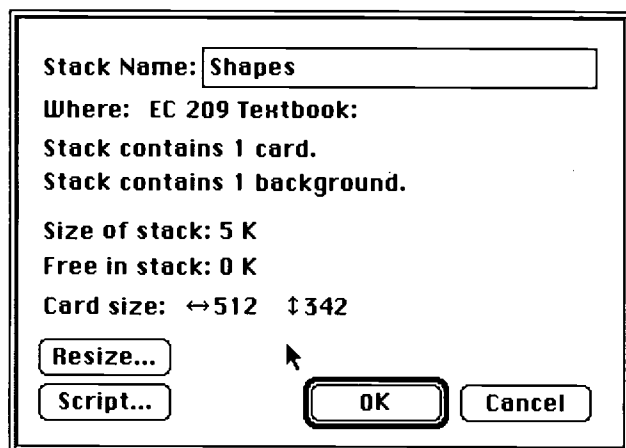 Stack Name: Shapes
Where: EC 209 Textbook:
Stack contains 1 card.
Stack contains 1 background.
Size of stack: 5 K
Free in stack: 0 K
Card size: ↔512 ↕342
Resize...
Script...
OK
Cancel